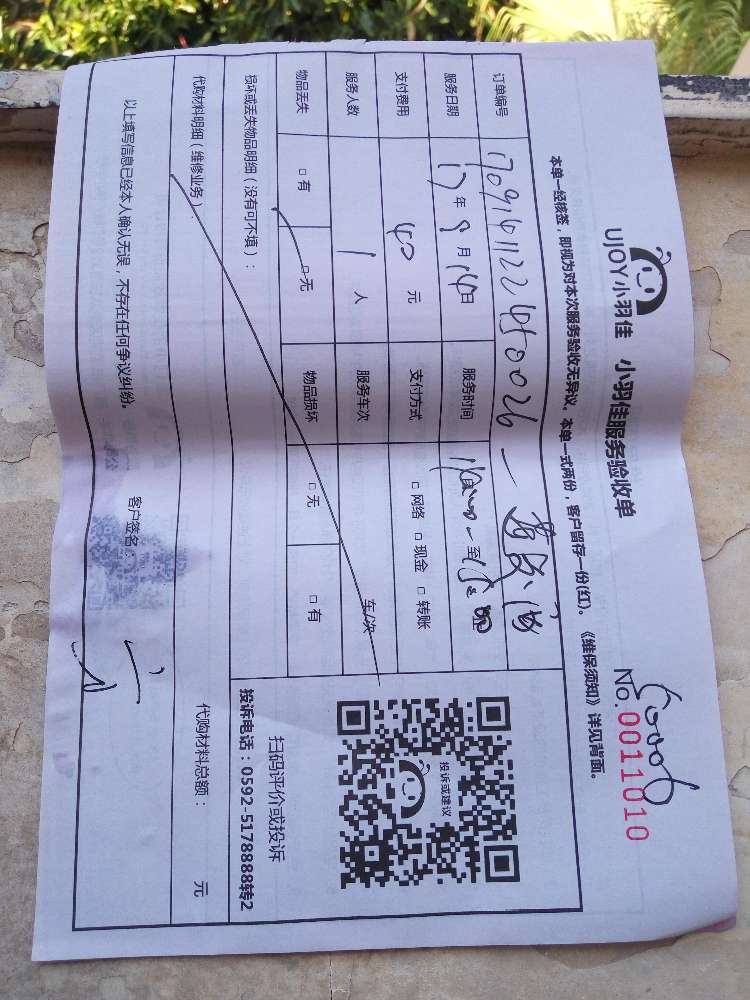 UJOY小羽佳 小羽佳服务验收单
No.0011010
本单一经核签，即视为对本次服务验收无异议。本单一式两份，客户留存一份(红)。《维保须知》详见背面。
订单编号
服务日期 17年9月14日 服务时间 至
支付费用 40元 支付方式 □网络 □现金 □转账
服务人数 1人 服务车次 车/次
物品丢失 □有 □无 物品损坏 □无 □有
投诉或建议
扫码评价或投诉
投诉电话：0592-5178888转2
损坏或丢失物品明细（没有可不填）：
代购材料明细（维修业务）： 代购材料总额： 元
以上填写信息已经本人确认无误，不存在任何争议纠纷。
客户签名：